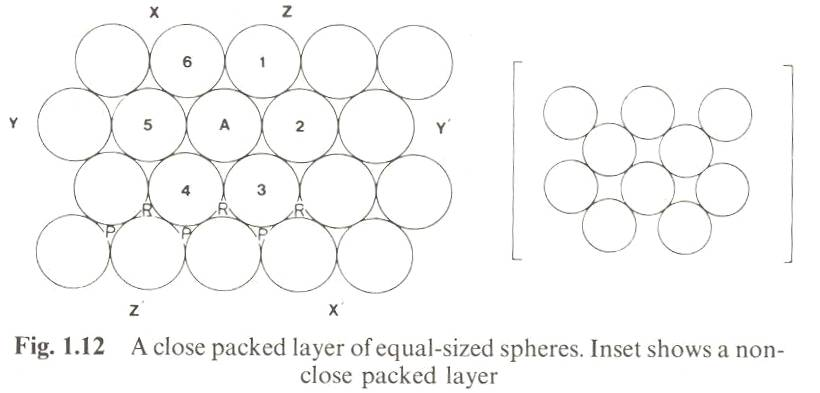 X Z
6 1
Y 5 A 2 Y′
4 3
R R R
P P P
Z′ X′
Fig. 1.12 A close packed layer of equal-sized spheres. Inset shows a non-
close packed layer